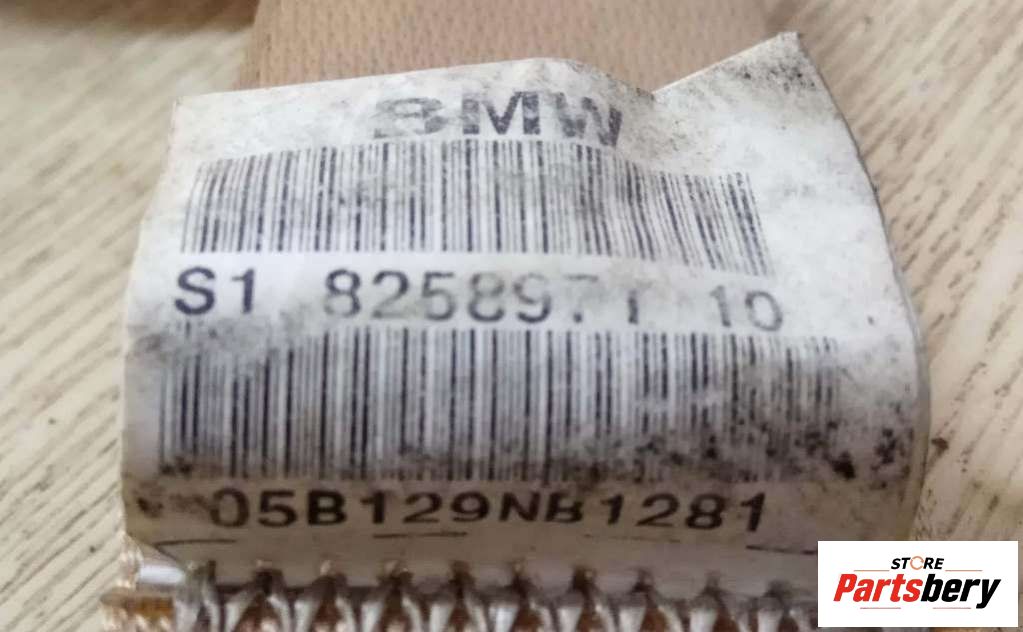 BMW
S1 8258971 10
05B129NB1281
STORE
Partsbery